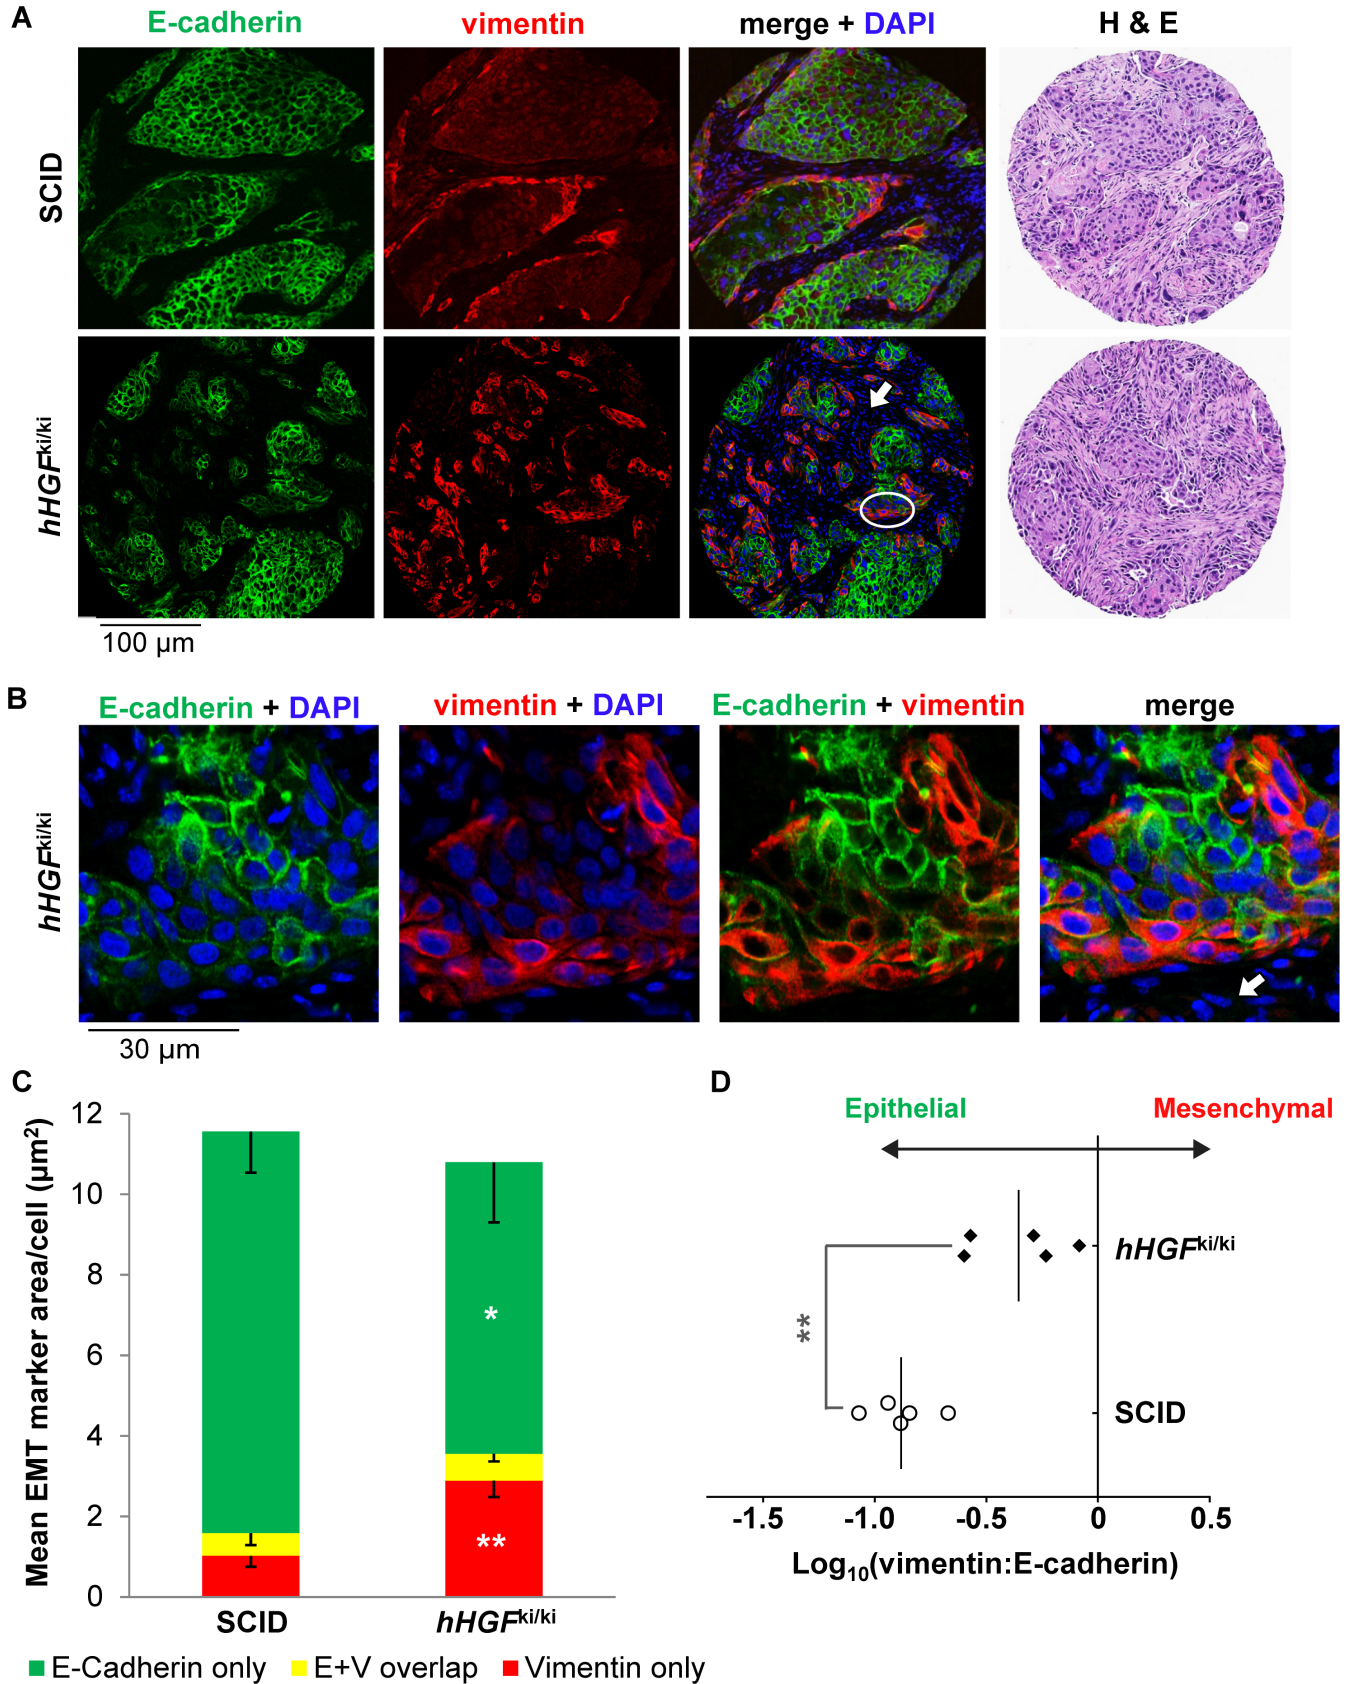 A
E-cadherin vimentin merge + DAPI H & E
SCID
hHGFki/ki
100 µm
B
E-cadherin + DAPI vimentin + DAPI E-cadherin + vimentin merge
hHGFki/ki
30 µm
C
Mean EMT marker area/cell (µm2)
12
10
8
6
4
2
0
*
**
SCID hHGFki/ki
E-Cadherin only E+V overlap Vimentin only
D
Epithelial Mesenchymal
hHGFki/ki
**
SCID
-1.5 -1.0 -0.5 0 0.5
Log10(vimentin:E-cadherin)